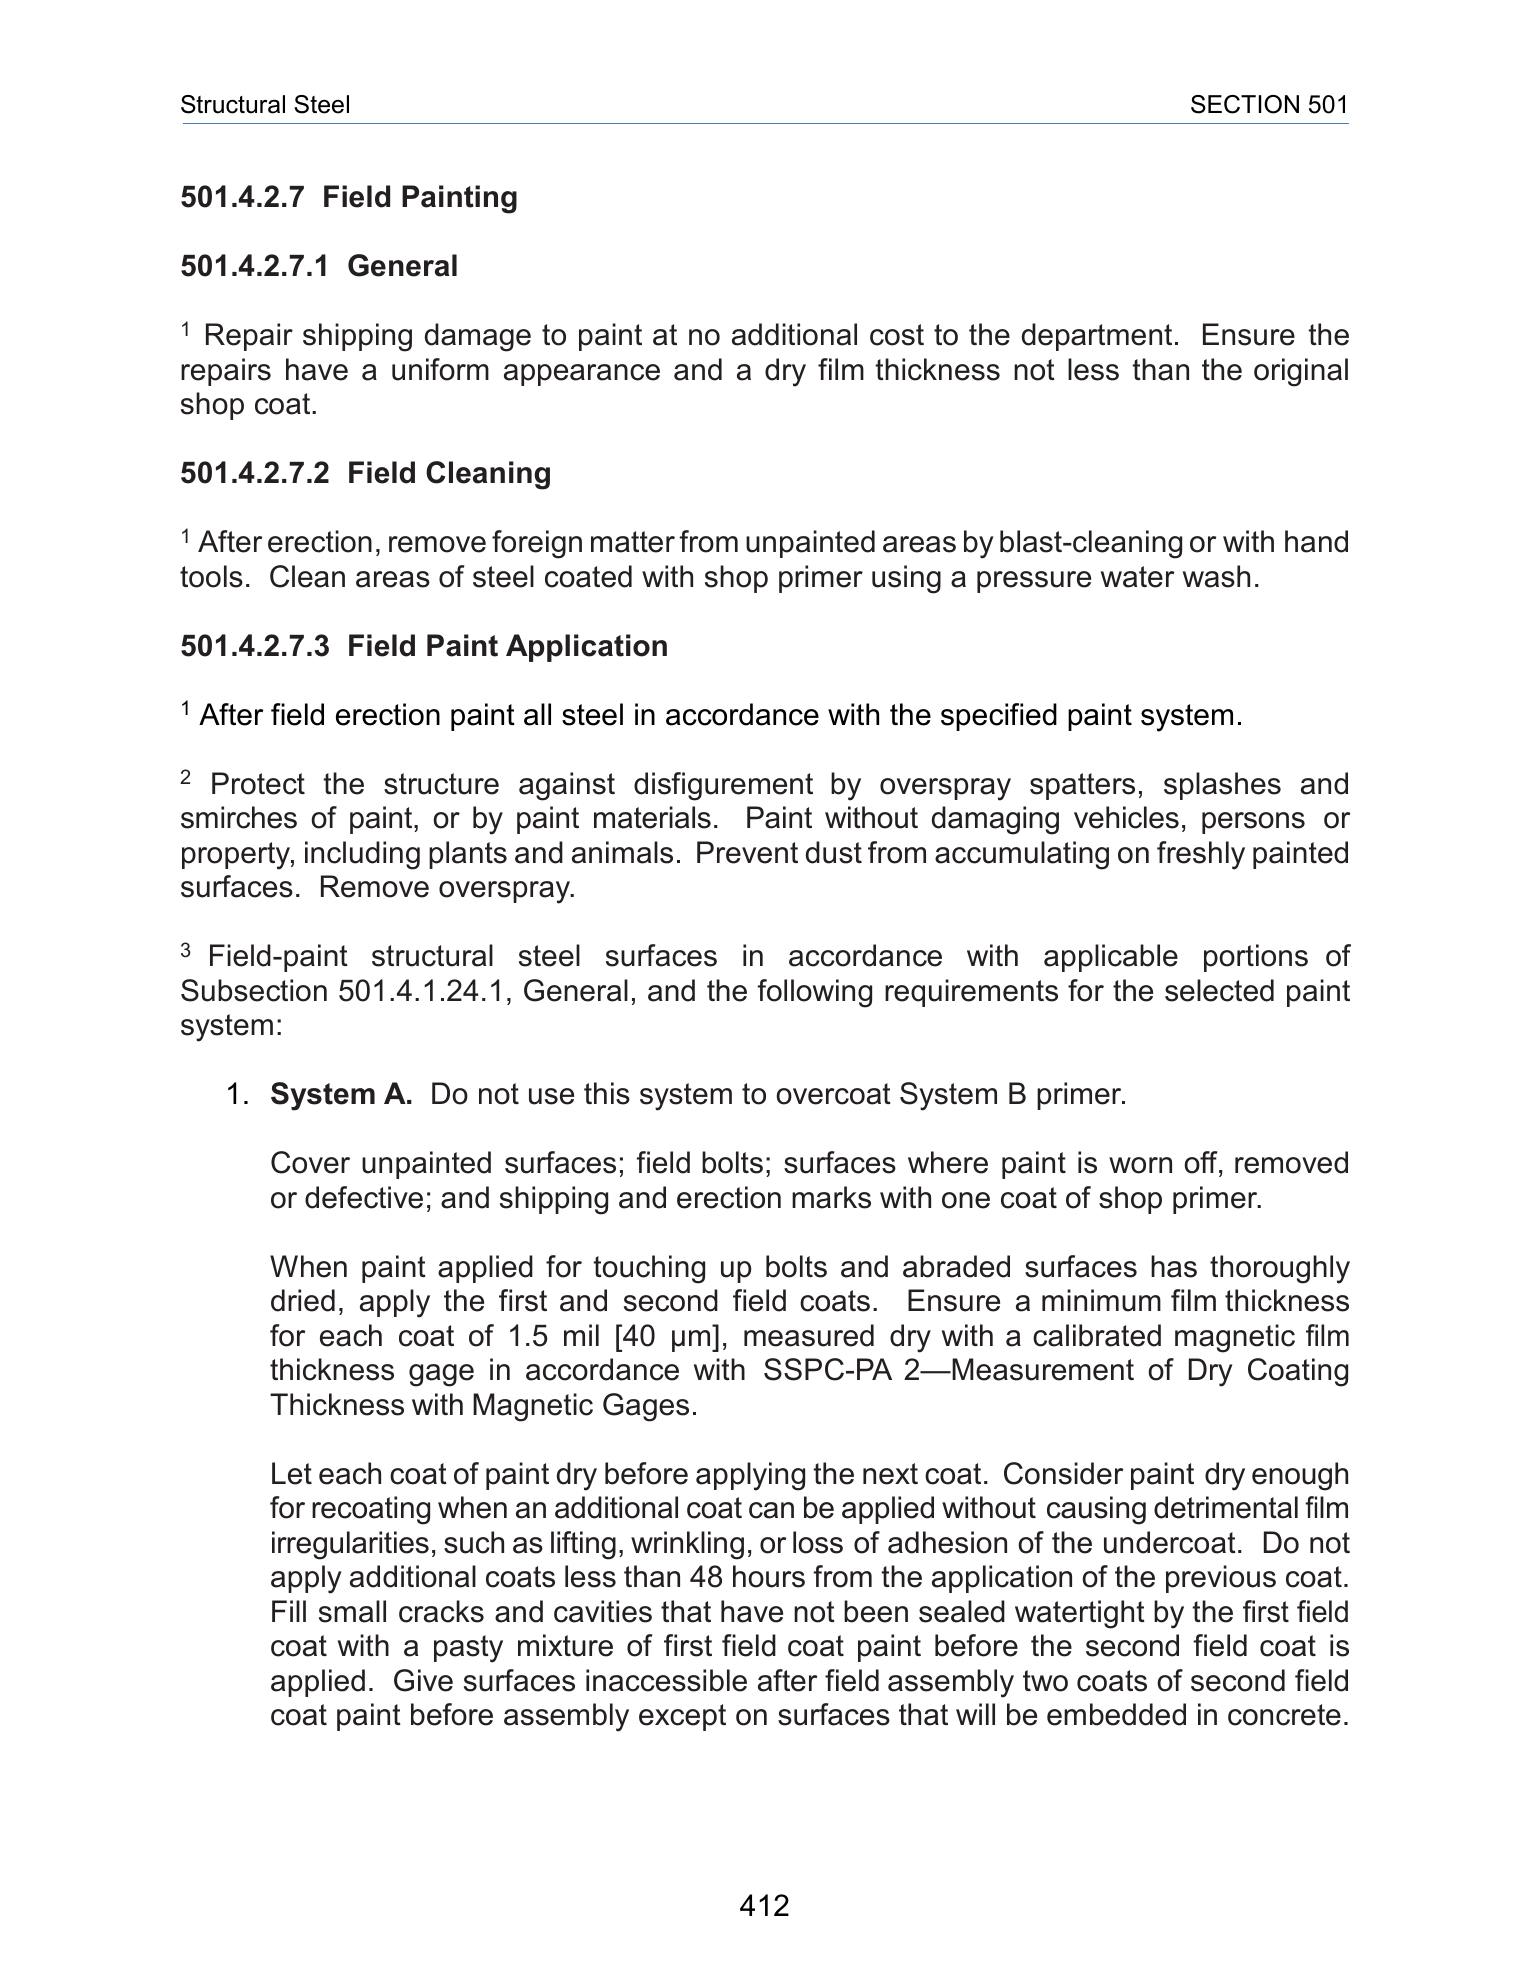 Structural Steel SECTION 501
501.4.2.7 Field Painting
501.4.2.7.1 General
1 Repair shipping damage to paint at no additional cost to the department. Ensure the
repairs have a uniform appearance and a dry film thickness not less than the original
shop coat.
501.4.2.7.2 Field Cleaning
1 After erection, remove foreign matter from unpainted areas by blast-cleaning or with hand
tools. Clean areas of steel coated with shop primer using a pressure water wash.
501.4.2.7.3 Field Paint Application
1 After field erection paint all steel in accordance with the specified paint system.
2 Protect the structure against disfigurement by overspray spatters, splashes and
smirches of paint, or by paint materials. Paint without damaging vehicles, persons or
property, including plants and animals. Prevent dust from accumulating on freshly painted
surfaces. Remove overspray.
3 Field-paint structural steel surfaces in accordance with applicable portions of
Subsection 501.4.1.24.1, General, and the following requirements for the selected paint
system:
1. System A. Do not use this system to overcoat System B primer.
Cover unpainted surfaces; field bolts; surfaces where paint is worn off, removed
or defective; and shipping and erection marks with one coat of shop primer.
When paint applied for touching up bolts and abraded surfaces has thoroughly
dried, apply the first and second field coats. Ensure a minimum film thickness
for each coat of 1.5 mil [40 µm], measured dry with a calibrated magnetic film
thickness gage in accordance with SSPC-PA 2—Measurement of Dry Coating
Thickness with Magnetic Gages.
Let each coat of paint dry before applying the next coat. Consider paint dry enough
for recoating when an additional coat can be applied without causing detrimental film
irregularities, such as lifting, wrinkling, or loss of adhesion of the undercoat. Do not
apply additional coats less than 48 hours from the application of the previous coat.
Fill small cracks and cavities that have not been sealed watertight by the first field
coat with a pasty mixture of first field coat paint before the second field coat is
applied. Give surfaces inaccessible after field assembly two coats of second field
coat paint before assembly except on surfaces that will be embedded in concrete.
412